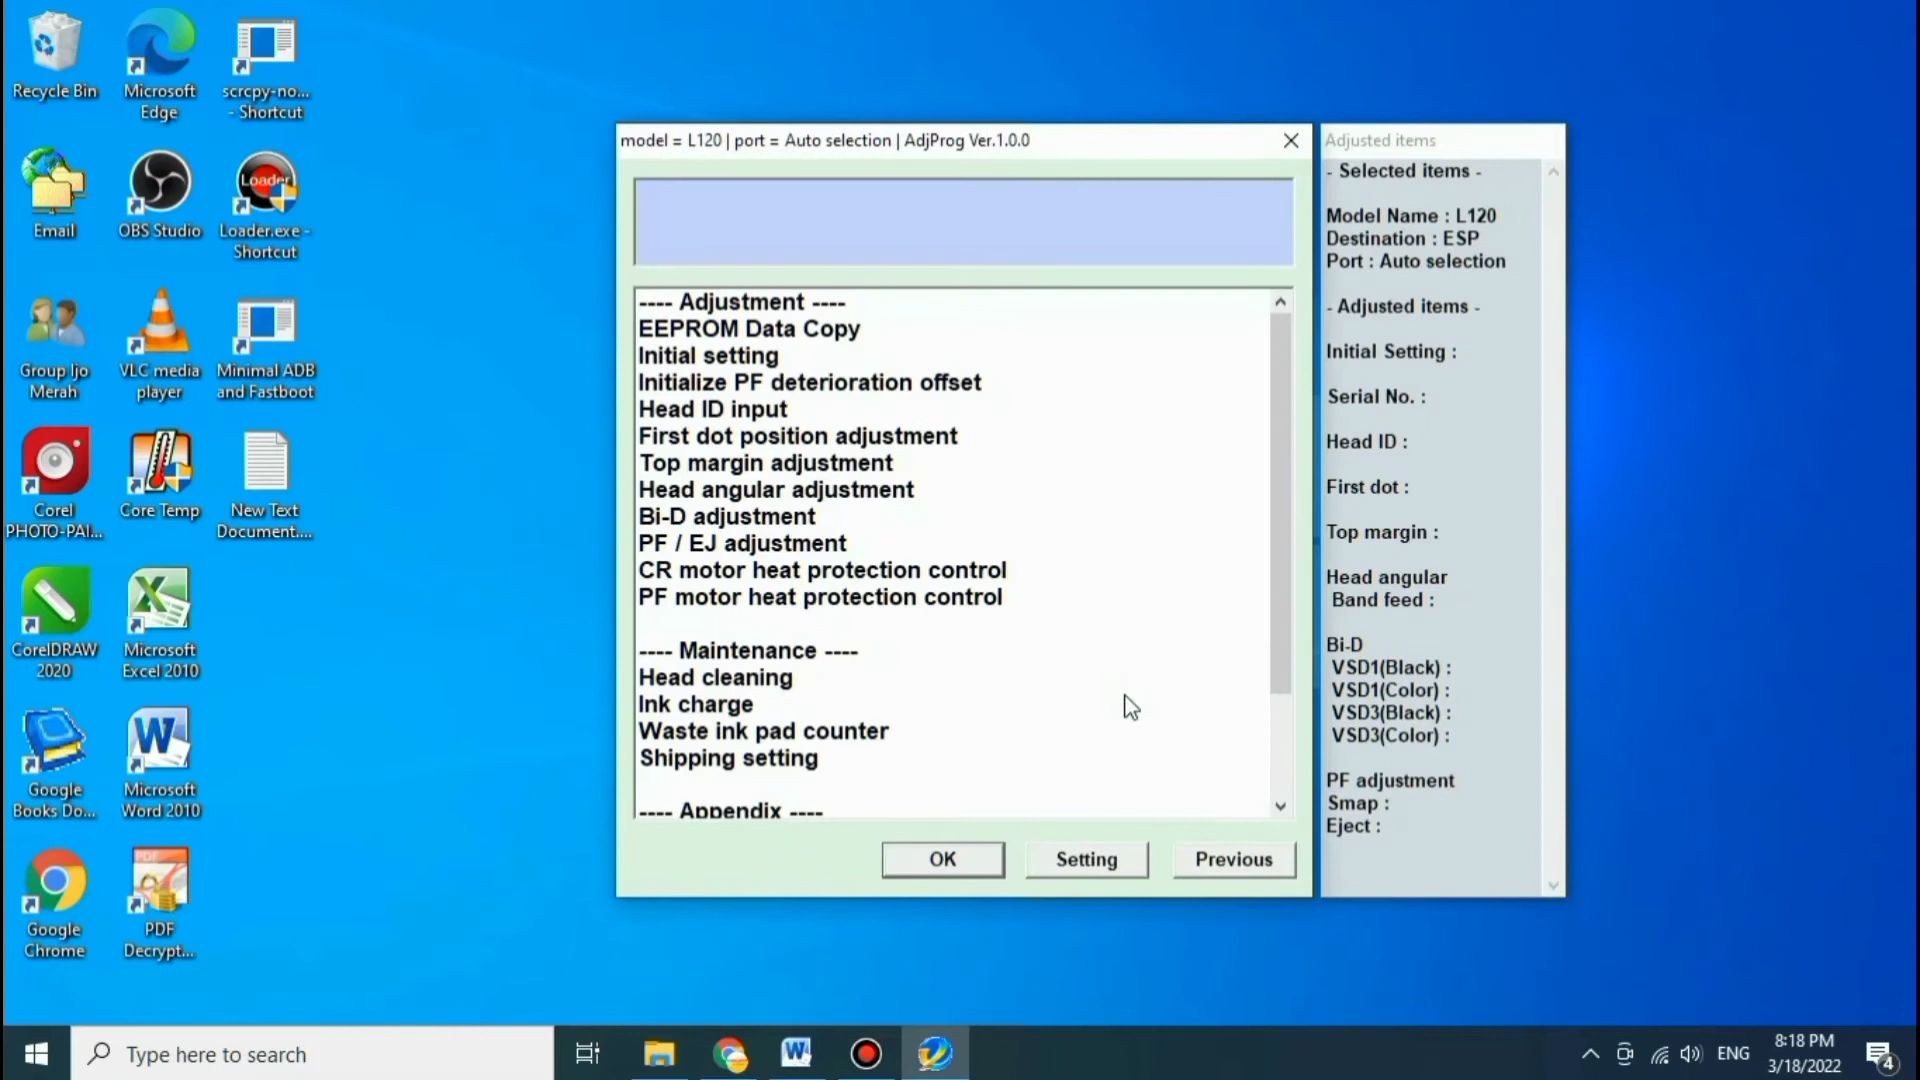 Recycle Bin
Microsoft
Edge
scrcpy-no...
- Shortcut
Email
OBS Studio
Loader
Loader.exe -
Shortcut
Group Ijo
Merah
VLC media
player
Minimal ADB
and Fastboot
Corel
PHOTO-PAI...
Core Temp
New Text
Document....
CorelDRAW
2020
Microsoft
Excel 2010
Google
Books Do...
Microsoft
Word 2010
Google
Chrome
PDF
PDF
Decrypt...
model = L120 | port = Auto selection | AdjProg Ver.1.0.0
---- Adjustment ----
EEPROM Data Copy
Initial setting
Initialize PF deterioration offset
Head ID input
First dot position adjustment
Top margin adjustment
Head angular adjustment
Bi-D adjustment
PF / EJ adjustment
CR motor heat protection control
PF motor heat protection control
---- Maintenance ----
Head cleaning
Ink charge
Waste ink pad counter
Shipping setting
---- Appendix ----
OK
Setting
Previous
Adjusted items
- Selected items -
Model Name : L120
Destination : ESP
Port : Auto selection
- Adjusted items -
Initial Setting :
Serial No. :
Head ID :
First dot :
Top margin :
Head angular
Band feed :
Bi-D
VSD1(Black) :
VSD1(Color) :
VSD3(Black) :
VSD3(Color) :
PF adjustment
Smap :
Eject :
Type here to search
ENG
8:18 PM
3/18/2022
4